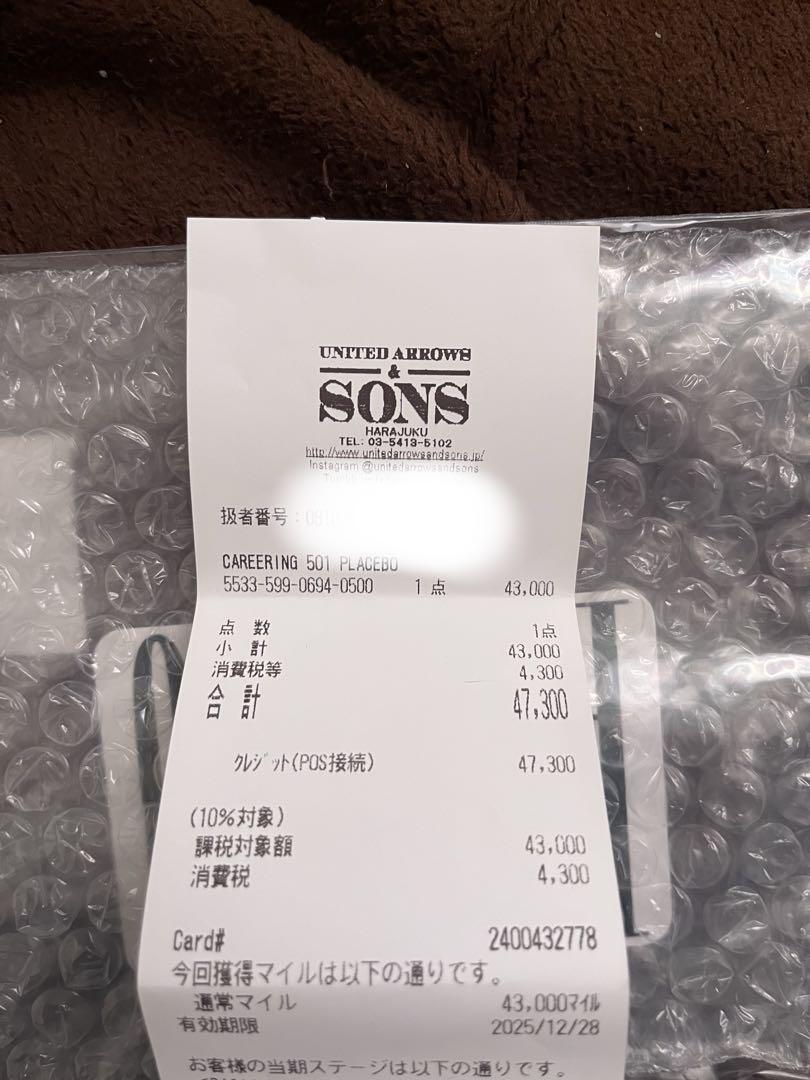 UNITED ARROWS
&
SONS
HARAJUKU
TEL: 03-5413-5102
http://www.unitedarrowsandsons.jp/
Instagram @unitedarrowsandsons
扱者番号:
CAREERING 501 PLACEBO
5533-599-0694-0500 1 点 43,000
点 数 1点
小 計 43,000
消費税等 4,300
合 計 47,300
クレジット(POS接続) 47,300
(10%対象)
課税対象額 43,000
消費税 4,300
Card# 2400432778
今回獲得マイルは以下の通りです。
通常マイル 43,000マイル
有効期限 2025/12/28
お客様の当期ステージは以下の通りです。